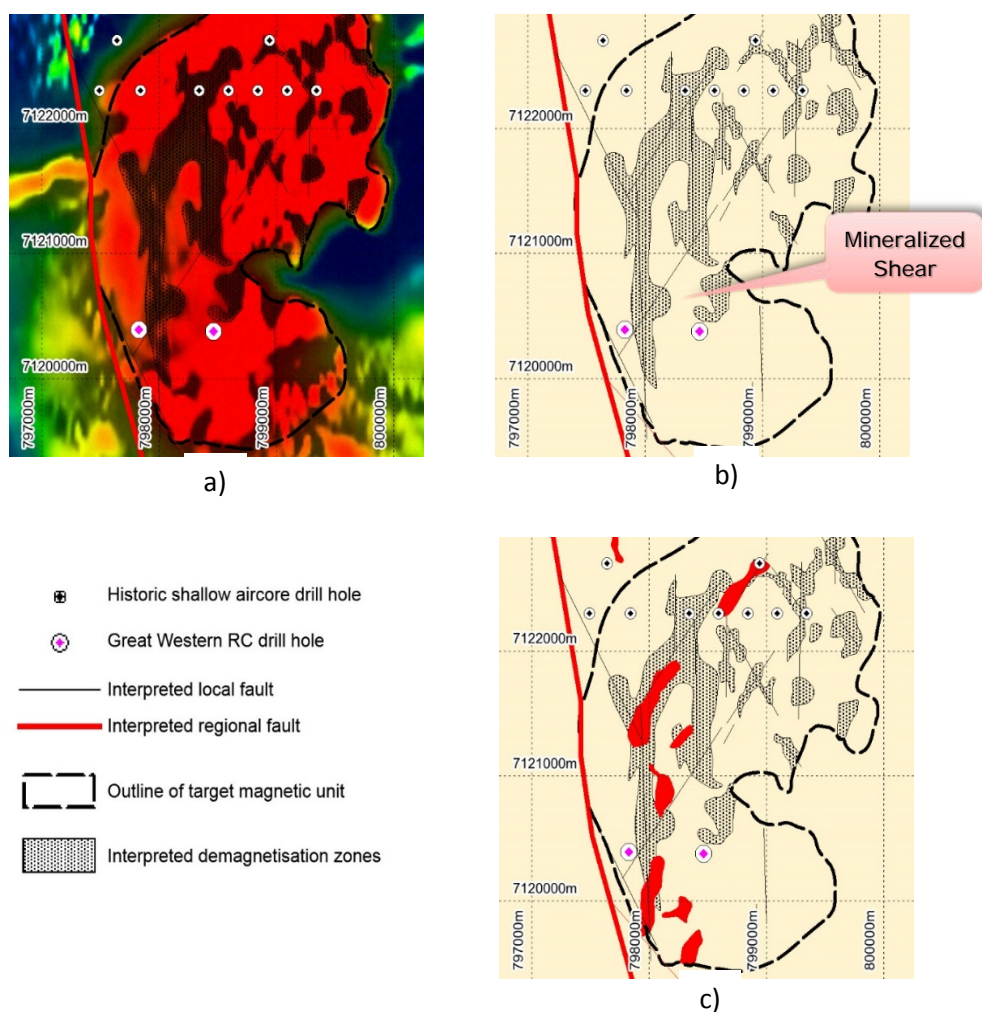 7122000m
7121000m
7120000m
797000m
798000m
799000m
800000m
a)
7122000m
7121000m
7120000m
797000m
798000m
799000m
800000m
Mineralized
Shear
b)
Historic shallow aircore drill hole
Great Western RC drill hole
Interpreted local fault
Interpreted regional fault
Outline of target magnetic unit
Interpreted demagnetisation zones
7122000m
7121000m
7120000m
797000m
798000m
799000m
800000m
c)